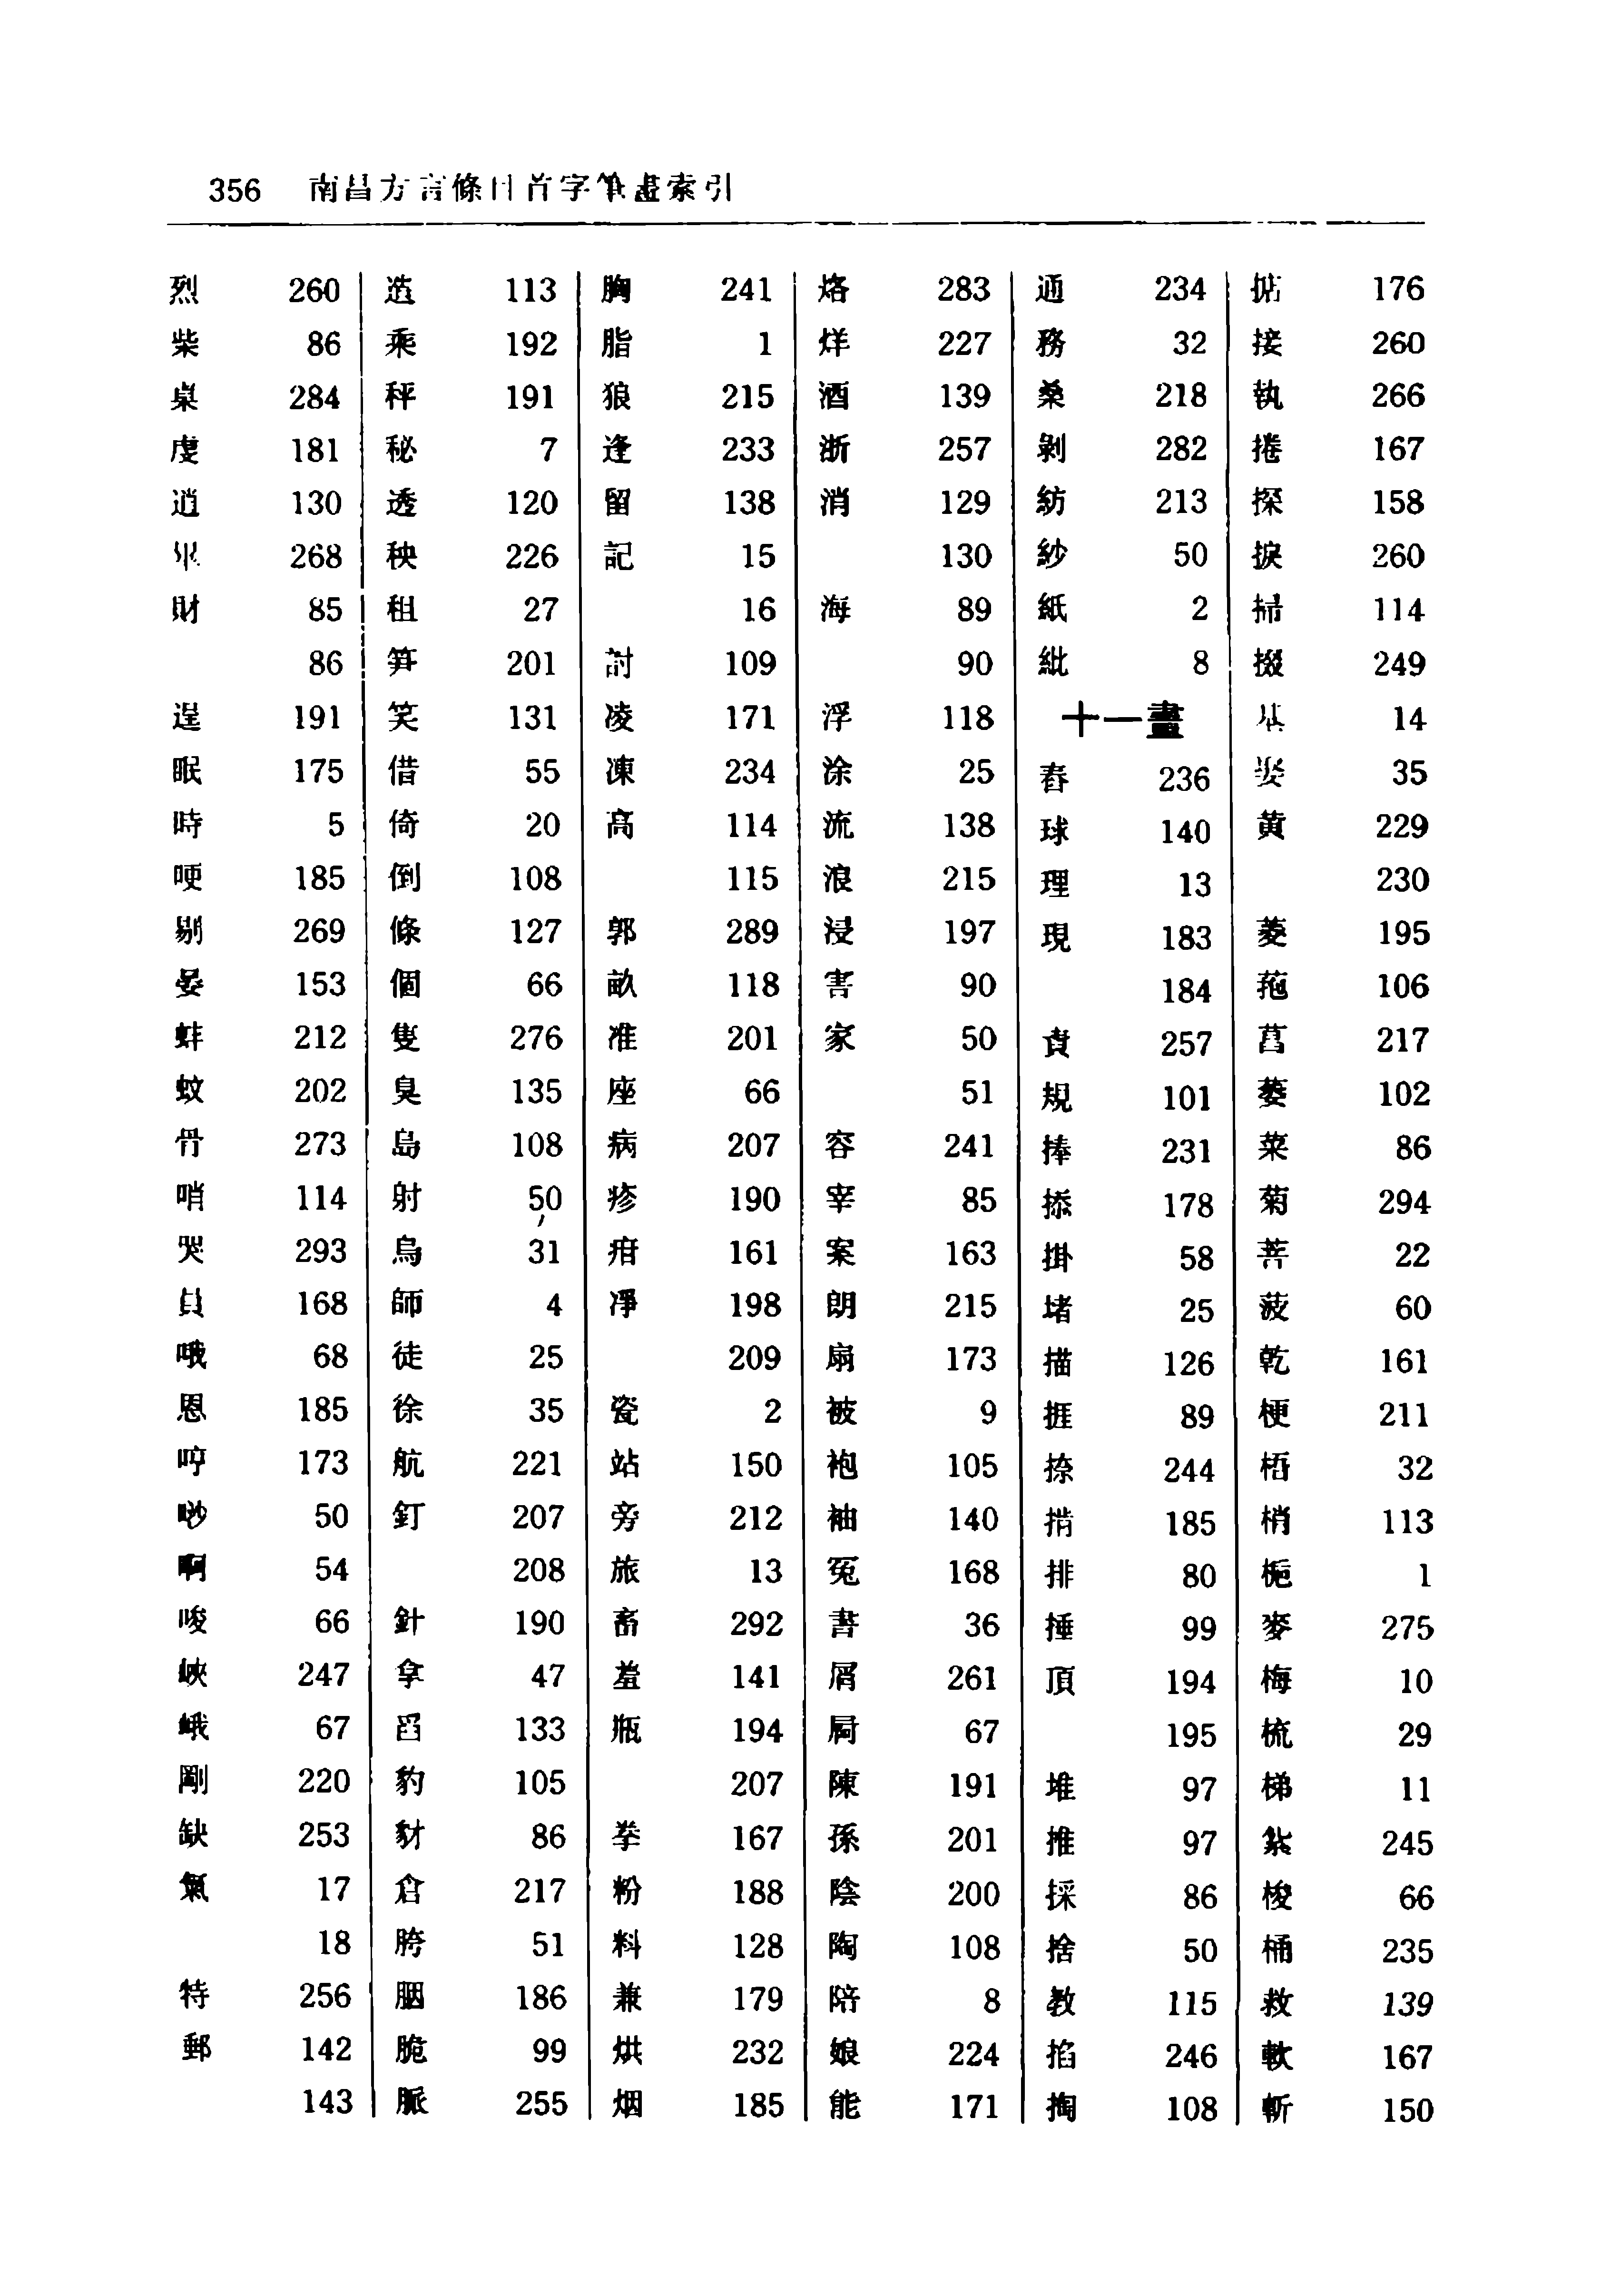 356 南昌方言條目首字筆畫索引
烈 260
柴 86
桌 284
虔 181
逍 130
268
財 85
86
逞 191
眠 175
時 5
哽 185
剔 269
晏 153
蚌 212
蚊 202
骨 273
哨 114
哭 293
員 168
哦 68
恩 185
哼 173
唦 50
啊 54
唆 66
峽 247
峨 67
剛 220
缺 253
氣 17
18
特 256
郵 142
143
造 113
乘 192
秤 191
秘 7
透 120
秧 226
租 27
笋 201
笑 131
借 55
倚 20
倒 108
條 127
個 66
隻 276
臭 135
島 108
射 50
烏 31
師 4
徒 25
徐 35
航 221
釘 207
208
針 190
拿 47
舀 133
豹 105
豺 86
倉 217
胯 51
胭 186
脆 99
脈 255
胸 241
脂 1
狼 215
逢 233
留 138
記 15
16
討 109
凌 171
凍 234
高 114
115
郭 289
畝 118
准 201
座 66
病 207
疹 190
疳 161
凈 198
209
瓷 2
站 150
旁 212
旅 13
畜 292
羞 141
瓶 194
207
拳 167
粉 188
料 128
兼 179
烘 232
烟 185
烙 283
烊 227
酒 139
浙 257
消 129
130
海 89
90
浮 118
涂 25
流 138
浪 215
浸 197
害 90
家 50
51
容 241
宰 85
案 163
朗 215
扇 173
被 9
袍 105
袖 140
冤 168
書 36
屑 261
屙 67
陳 191
孫 201
陰 200
陶 108
陪 8
娘 224
能 171
通 234
務 32
桑 218
剝 282
紡 213
紗 50
紙 2
紕 8
十一畫
舂 236
球 140
理 13
現 183
184
責 257
規 101
捧 231
掭 178
掛 58
堵 25
描 126
捱 89
捺 244
掯 185
排 80
捶 99
頂 194
195
堆 97
推 97
採 86
捨 50
教 115
掐 246
掏 108
掂 176
接 260
執 266
捲 167
探 158
捩 260
掃 114
掇 249
基 14
娶 35
黃 229
230
菱 195
菢 106
菖 217
萎 102
菜 86
菊 294
菩 22
菠 60
乾 161
梗 211
梧 32
梢 113
梔 1
麥 275
梅 10
梳 29
梯 11
紮 245
梭 66
桶 235
救 139
軟 167
斬 150